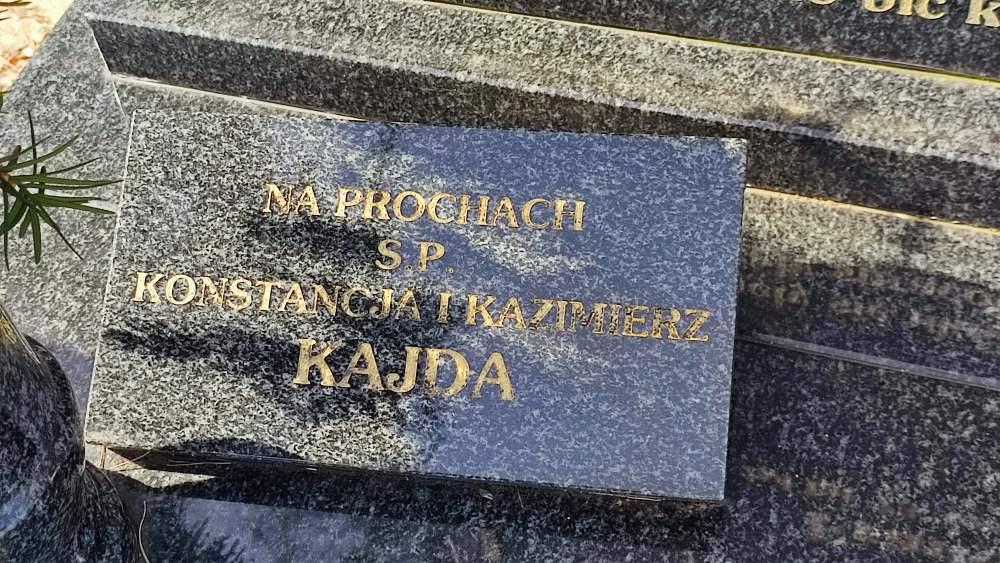 NA PROCHACH
Ś.P.
KONSTANCJA I KAZIMIERZ
KAJDA